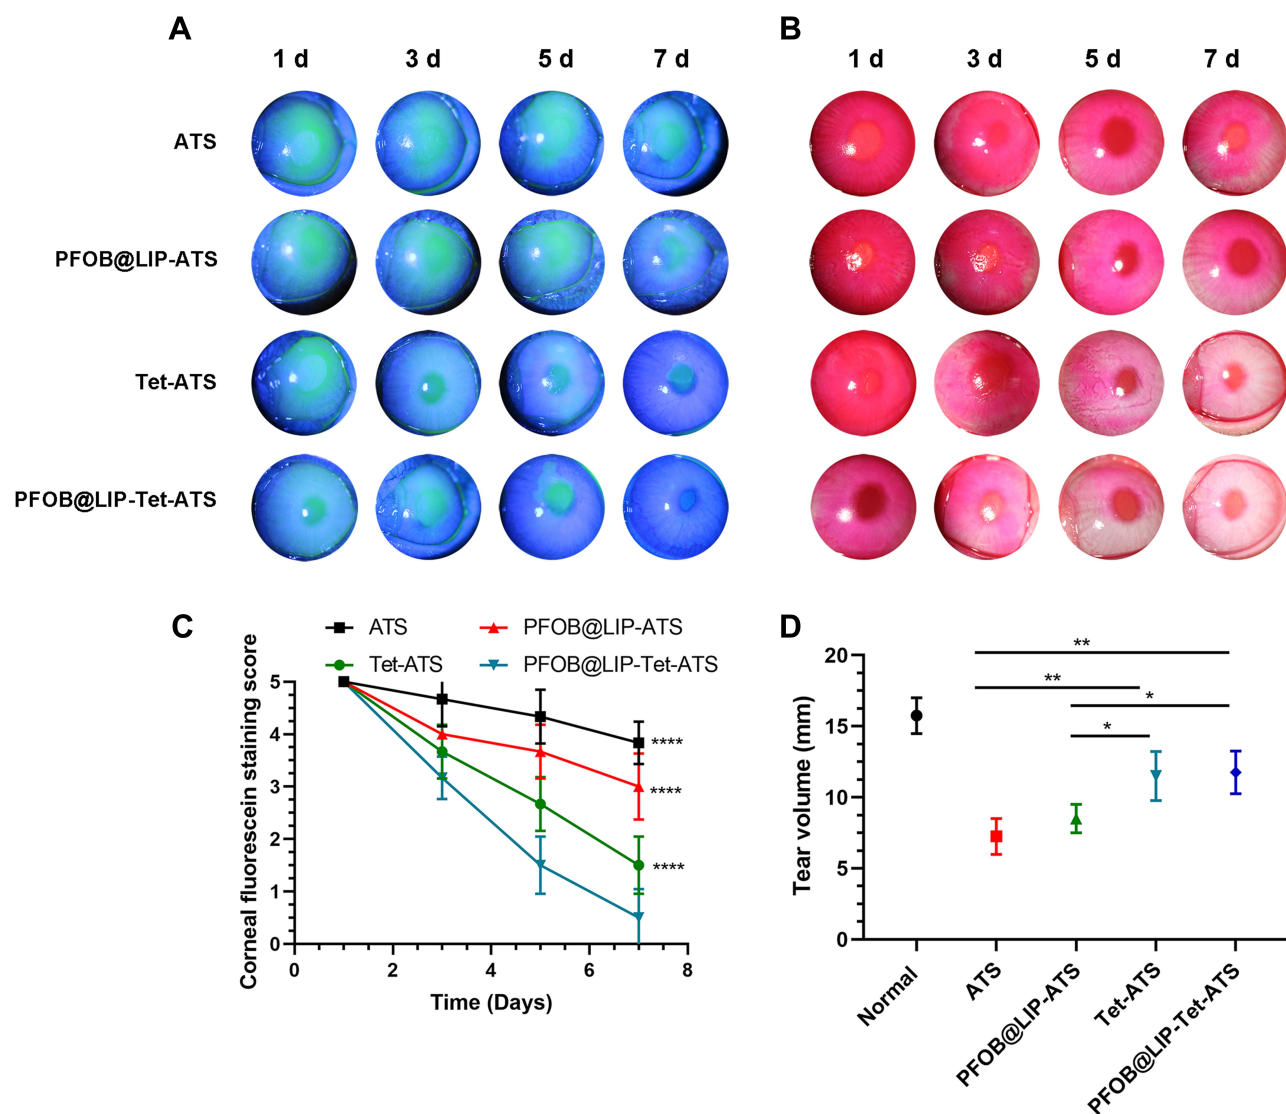 A
B
1 d 3 d 5 d 7 d
1 d 3 d 5 d 7 d
ATS
PFOB@LIP-ATS
Tet-ATS
PFOB@LIP-Tet-ATS
C
ATS PFOB@LIP-ATS
Tet-ATS PFOB@LIP-Tet-ATS
Corneal fluorescein staining score
5
4
3
2
1
0
****
****
****
0 2 4 6 8
Time (Days)
D
Tear volume (mm)
20
15
10
5
0
**
**
*
*
Normal
ATS
PFOB@LIP-ATS
Tet-ATS
PFOB@LIP-Tet-ATS